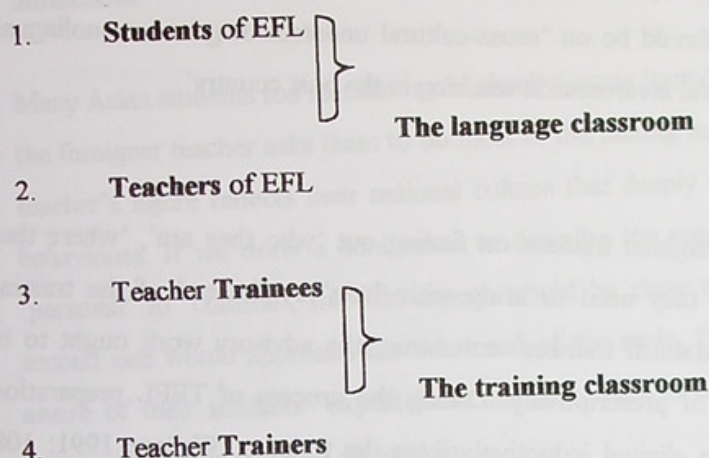 1. Students of EFL
The language classroom
2. Teachers of EFL
3. Teacher Trainees
The training classroom
4 Teacher Trainers